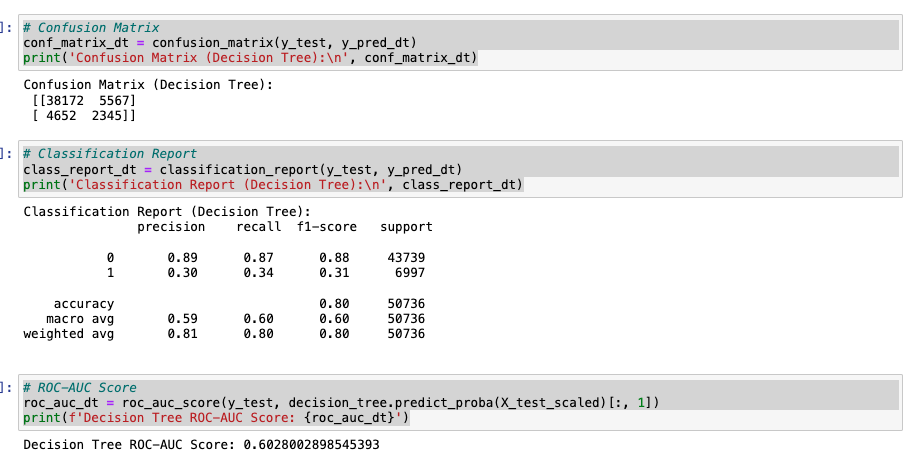 ]: # Confusion Matrix
conf_matrix_dt = confusion_matrix(y_test, y_pred_dt)
print('Confusion Matrix (Decision Tree):\n', conf_matrix_dt)
Confusion Matrix (Decision Tree):
[[38172 5567]
[ 4652 2345]]
]: # Classification Report
class_report_dt = classification_report(y_test, y_pred_dt)
print('Classification Report (Decision Tree):\n', class_report_dt)
Classification Report (Decision Tree):
precision recall f1-score support
0 0.89 0.87 0.88 43739
1 0.30 0.34 0.31 6997
accuracy 0.80 50736
macro avg 0.59 0.60 0.60 50736
weighted avg 0.81 0.80 0.80 50736
]: # ROC-AUC Score
roc_auc_dt = roc_auc_score(y_test, decision_tree.predict_proba(X_test_scaled)[:, 1])
print(f'Decision Tree ROC-AUC Score: {roc_auc_dt}')
Decision Tree ROC-AUC Score: 0.6028002898545393